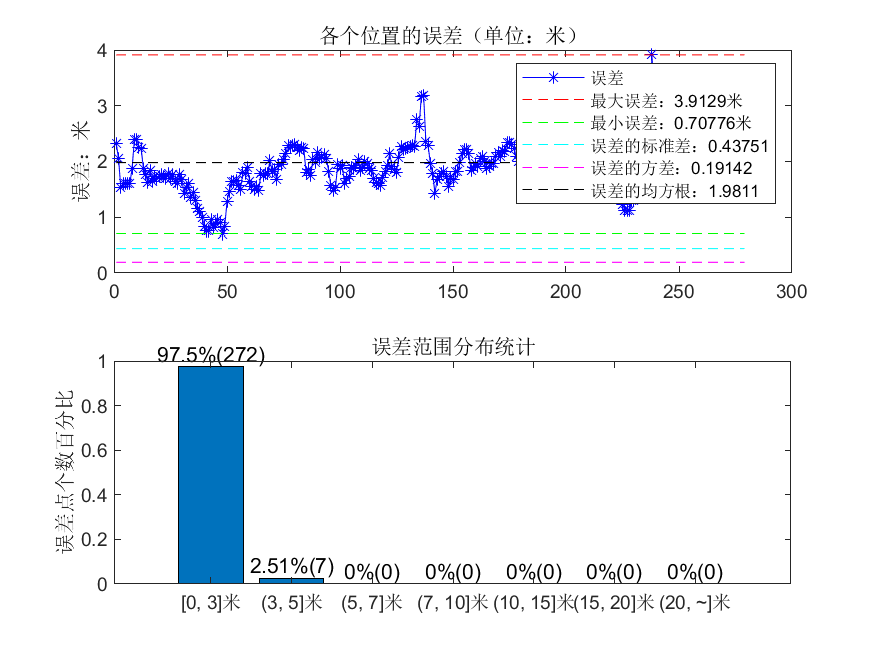 各个位置的误差（单位：米）
误差：米
4
3
2
1
0
0 50 100 150 200 250 300
误差
最大误差：3.9129米
最小误差：0.70776米
误差的标准差：0.43751
误差的方差：0.19142
误差的均方根：1.9811
误差范围分布统计
误差点个数百分比
1
0.8
0.6
0.4
0.2
0
97.5%(272)
2.51%(7) 0%(0) 0%(0) 0%(0) 0%(0) 0%(0)
[0, 3]米 (3, 5]米 (5, 7]米 (7, 10]米 (10, 15]米 (15, 20]米 (20, ~]米